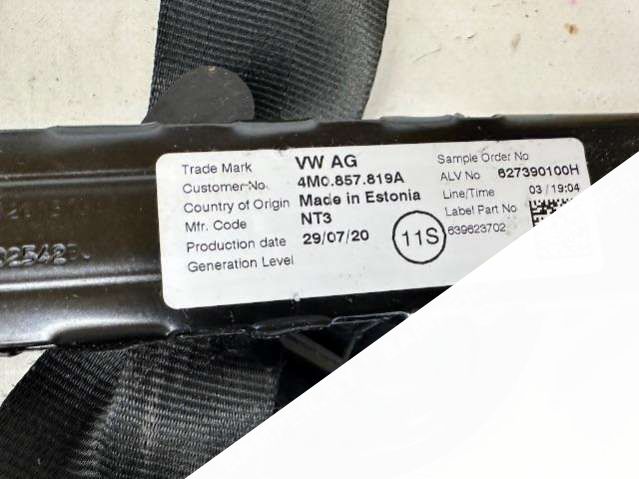 Trade Mark VW AG
Customer No. 4M0.857.819A
Country of Origin Made in Estonia
Mfr. Code NT3
Production date 29/07/20
Generation Level
11S
Sample Order No
ALV No 627390100H
Line/Time 03 / 19:04
Label Part No
639623702